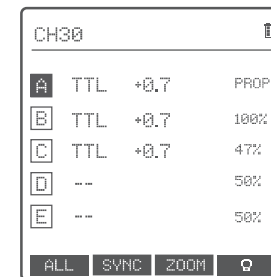 CH30
A TTL +0.7 PROP
B TTL +0.7 100%
C TTL +0.7 47%
D -- 50%
E -- 50%
ALL SYNC ZOOM